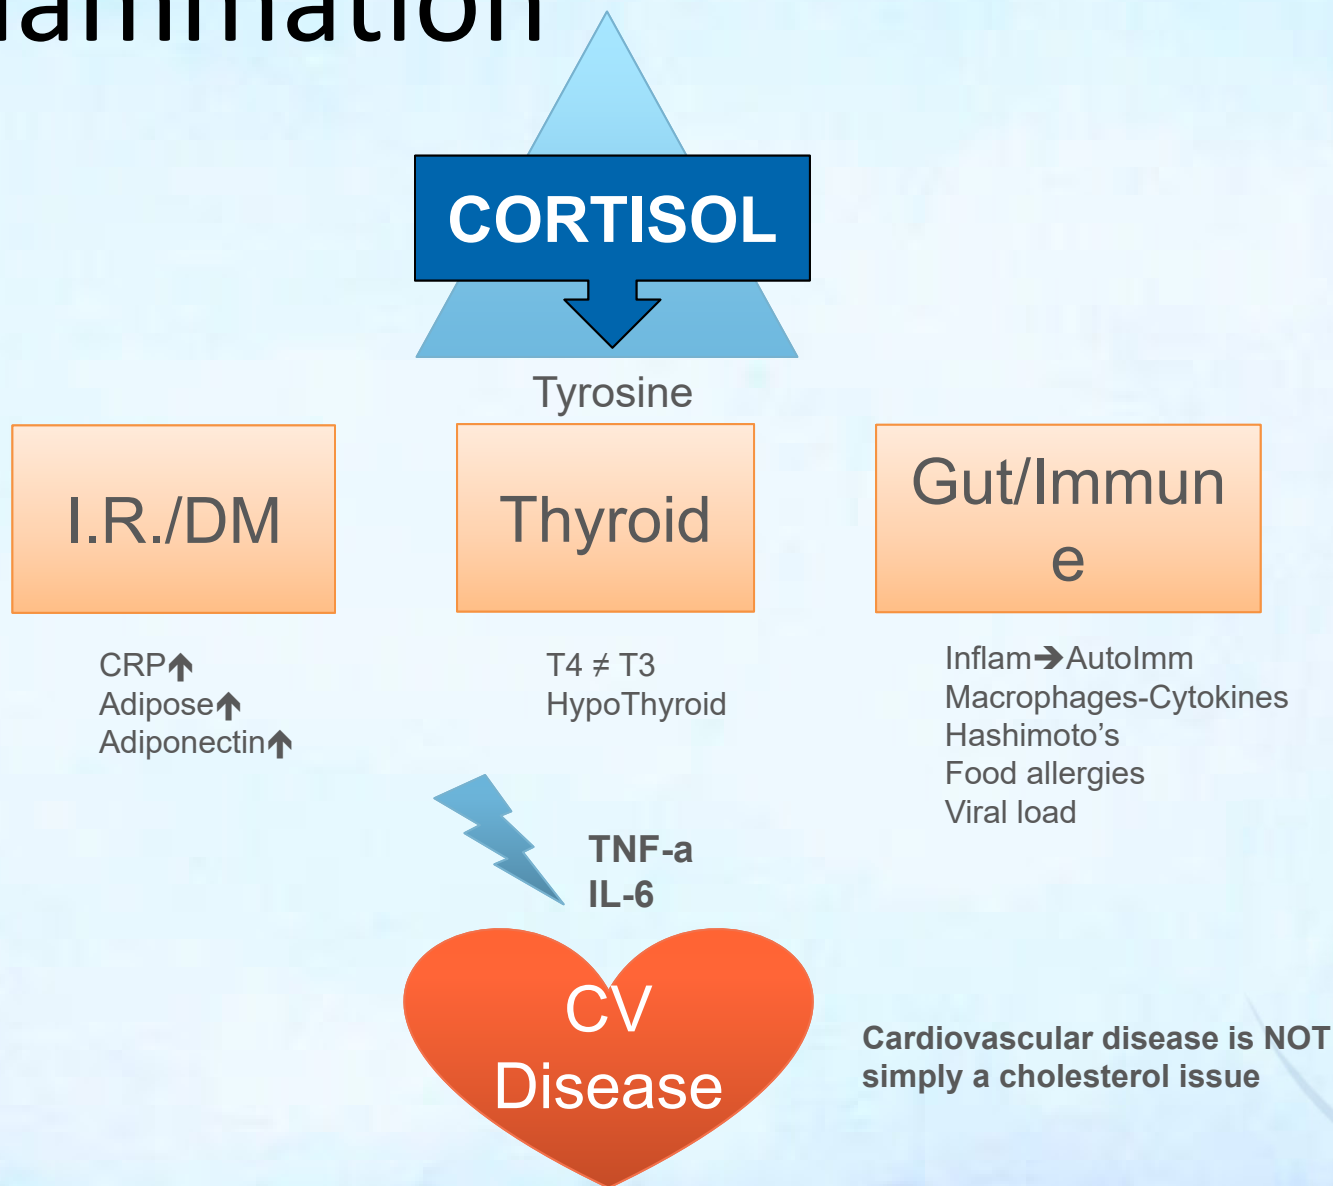 lammation
CORTISOL
Tyrosine
I.R./DM
Thyroid
Gut/Immun
e
CRP🡹
Adipose🡹
Adiponectin🡹
T4 ≠ T3
HypoThyroid
Inflam➔AutoImm
Macrophages-Cytokines
Hashimoto’s
Food allergies
Viral load
TNF-a
IL-6
CV
Disease
Cardiovascular disease is NOT
simply a cholesterol issue